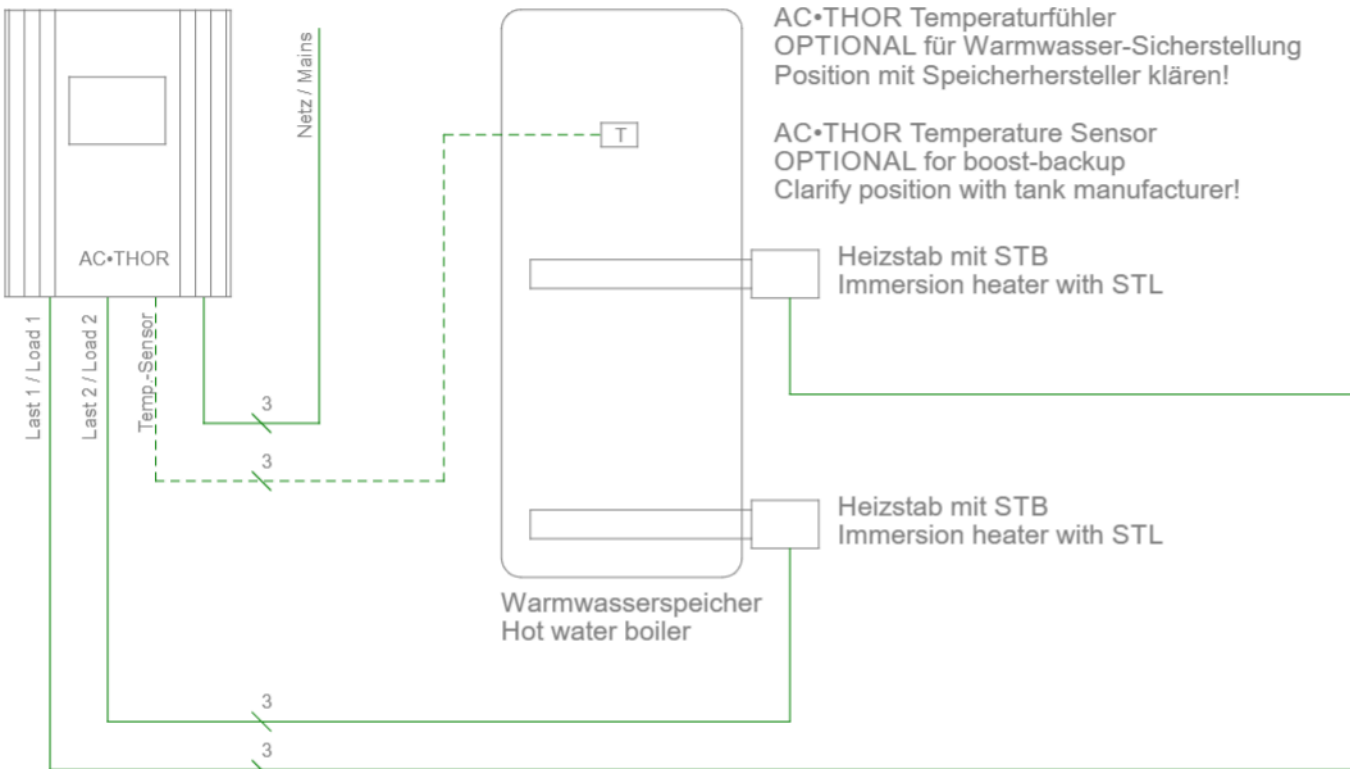 AC•THOR Temperaturfühler
OPTIONAL für Warmwasser-Sicherstellung
Position mit Speicherhersteller klären!
AC•THOR Temperature Sensor
OPTIONAL for boost-backup
Clarify position with tank manufacturer!
Netz / Mains
T
AC•THOR
Heizstab mit STB
Immersion heater with STL
Last 1 / Load 1
Last 2 / Load 2
Temp.-Sensor
3
3
Heizstab mit STB
Immersion heater with STL
Warmwasserspeicher
Hot water boiler
3
3